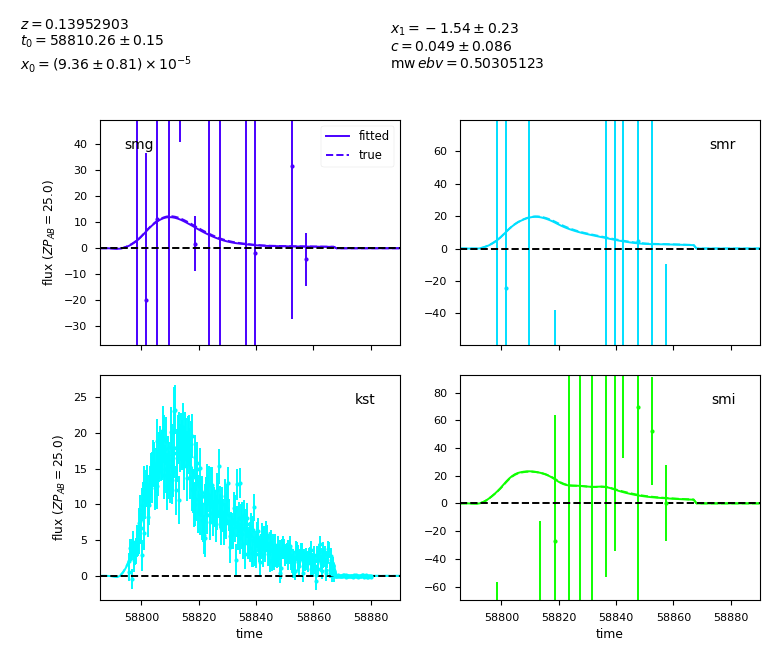 z = 0.13952903
t0 = 58810.26 ± 0.15
x0 = (9.36 ± 0.81) × 10^-5
x1 = −1.54 ± 0.23
c = 0.049 ± 0.086
mw ebv = 0.50305123
smg
fitted
true
40
30
20
10
0
−10
−20
−30
flux (ZP_AB = 25.0)
smr
60
40
20
0
−20
−40
kst
25
20
15
10
5
0
flux (ZP_AB = 25.0)
58800 58820 58840 58860 58880
time
smi
80
60
40
20
0
−20
−40
−60
58800 58820 58840 58860 58880
time